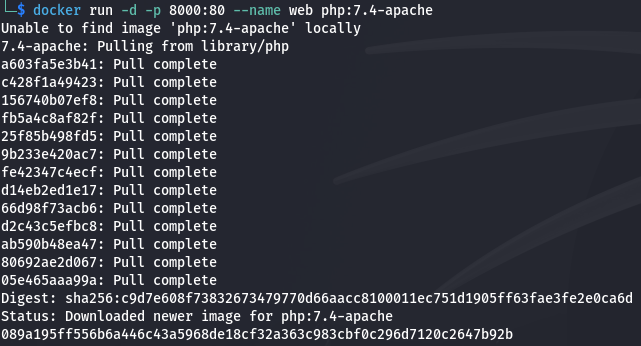 └─$ docker run -d -p 8000:80 --name web php:7.4-apache
Unable to find image 'php:7.4-apache' locally
7.4-apache: Pulling from library/php
a603fa5e3b41: Pull complete
c428f1a49423: Pull complete
156740b07ef8: Pull complete
fb5a4c8af82f: Pull complete
25f85b498fd5: Pull complete
9b233e420ac7: Pull complete
fe42347c4ecf: Pull complete
d14eb2ed1e17: Pull complete
66d98f73acb6: Pull complete
d2c43c5efbc8: Pull complete
ab590b48ea47: Pull complete
80692ae2d067: Pull complete
05e465aaa99a: Pull complete
Digest: sha256:c9d7e608f73832673479770d66aacc8100011ec751d1905ff63fae3fe2e0ca6d
Status: Downloaded newer image for php:7.4-apache
089a195ff556b6a446c43a5968de18cf32a363c983cbf0c296d7120c2647b92b